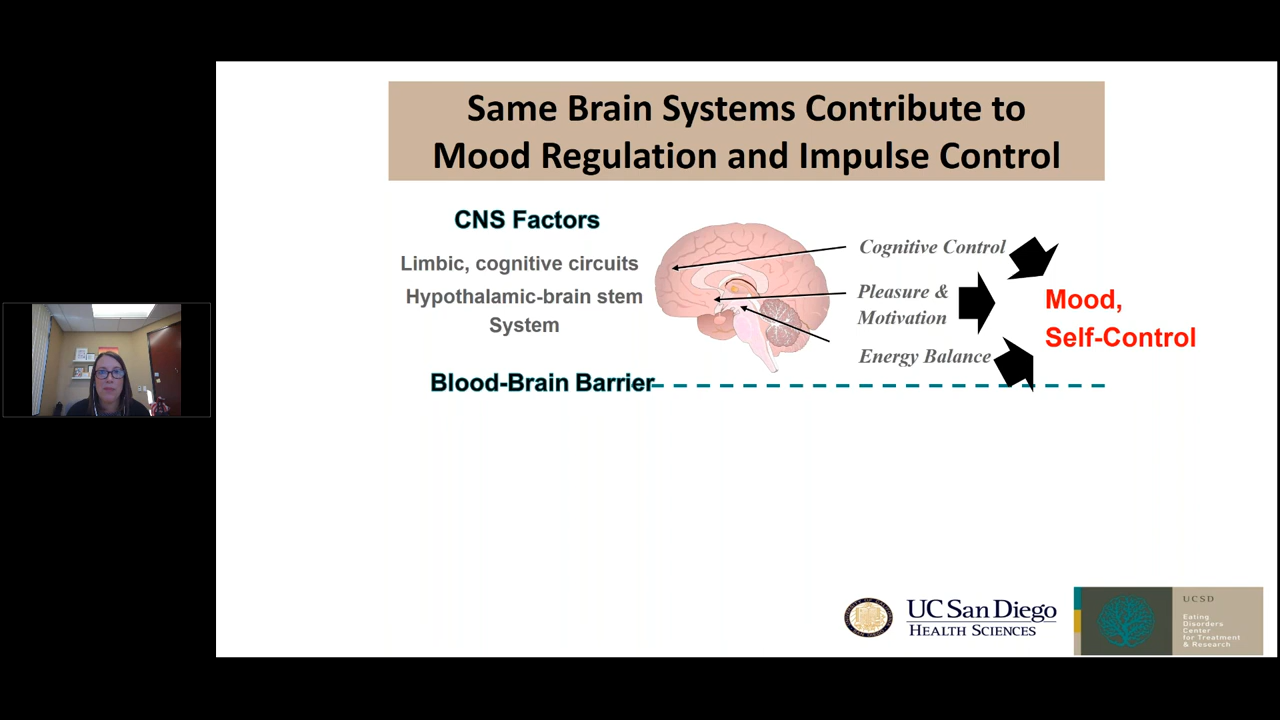 Same Brain Systems Contribute to
Mood Regulation and Impulse Control
CNS Factors
Limbic, cognitive circuits
Hypothalamic-brain stem
System
Blood-Brain Barrier
Cognitive Control
Pleasure &
Motivation
Energy Balance
Mood,
Self-Control
UC San Diego
HEALTH SCIENCES
UCSD
Eating
Disorders
Center
for Treatment
& Research